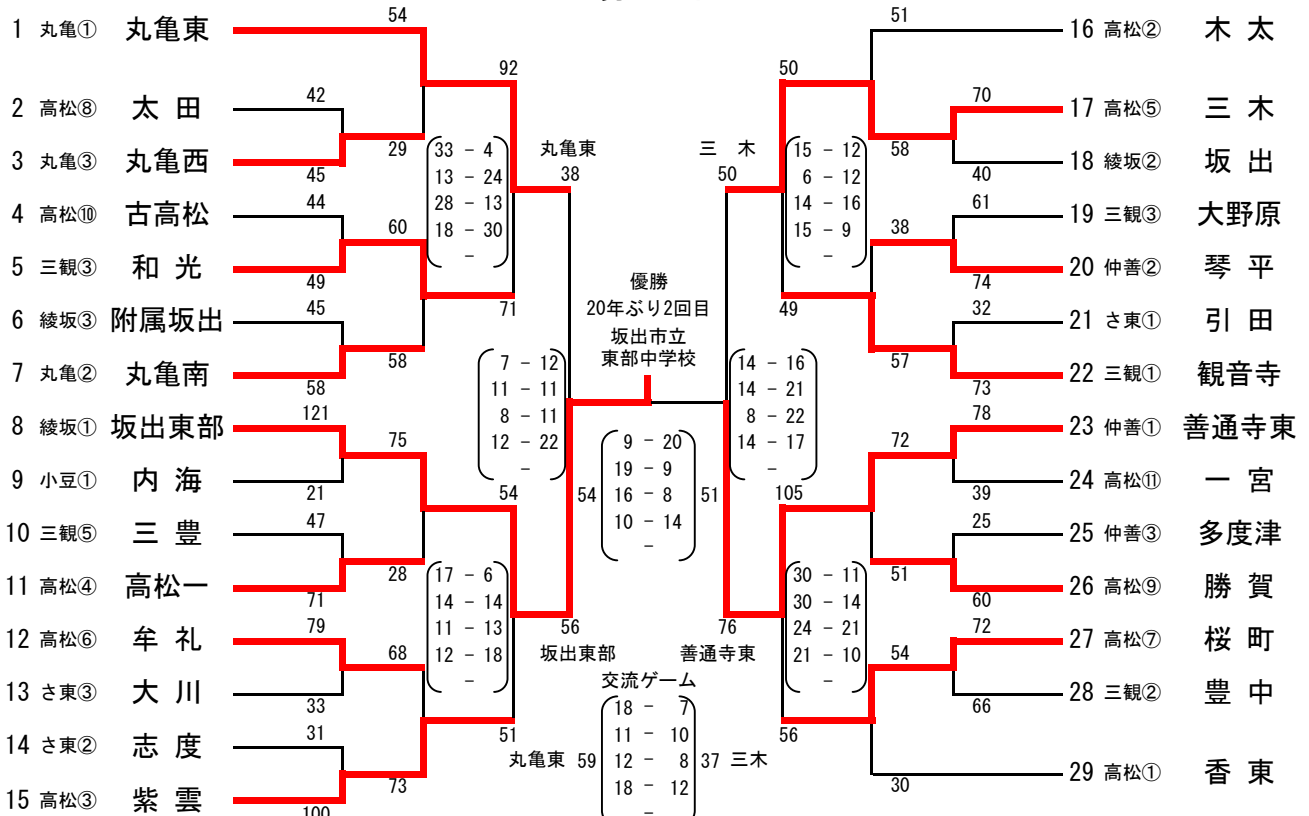 1 丸亀① 丸亀東
2 高松⑧ 太田
3 丸亀③ 丸亀西
4 高松⑩ 古高松
5 三観③ 和光
6 綾坂③ 附属坂出
7 丸亀② 丸亀南
8 綾坂① 坂出東部
9 小豆① 内海
10 三観⑤ 三豊
11 高松④ 高松一
12 高松⑥ 牟礼
13 さ東③ 大川
14 さ東② 志度
15 高松③ 紫雲
54
42
29
45
44
60
49
45
58
58
121
75
21
47
28
71
79
68
33
31
73
100
92
33 - 4
13 - 24
28 - 13
18 - 30
-
71
丸亀東
38
7 - 12
11 - 11
8 - 11
12 - 22
-
54
17 - 6
14 - 14
11 - 13
12 - 18
-
51
56
坂出東部
優勝
20年ぶり2回目
坂出市立
東部中学校
54
9 - 20
19 - 9
16 - 8
10 - 14
-
51
交流ゲーム
丸亀東 59
18 - 7
11 - 10
12 - 8
18 - 12
-
37 三木
三木
50
14 - 16
14 - 21
8 - 22
14 - 17
-
76
善通寺東
50
15 - 12
6 - 12
14 - 16
15 - 9
-
49
105
30 - 11
30 - 14
24 - 21
21 - 10
-
56
51
70
58
40
61
38
74
32
57
73
78
72
39
25
51
60
72
54
66
30
16 高松② 木太
17 高松⑤ 三木
18 綾坂② 坂出
19 三観③ 大野原
20 仲善② 琴平
21 さ東① 引田
22 三観① 観音寺
23 仲善① 善通寺東
24 高松⑪ 一宮
25 仲善③ 多度津
26 高松⑨ 勝賀
27 高松⑦ 桜町
28 三観② 豊中
29 高松① 香東